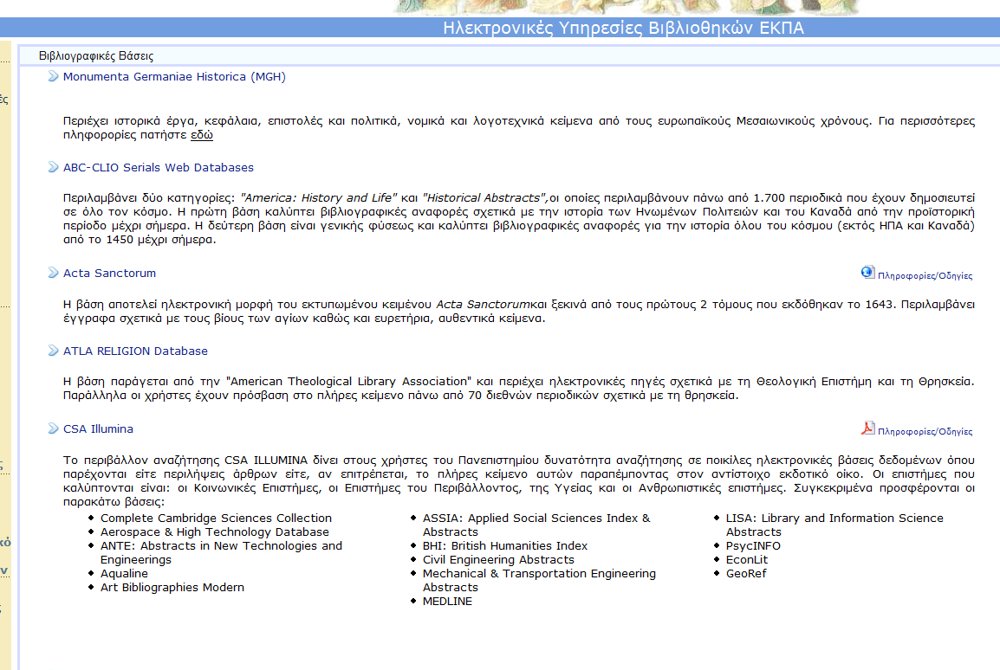 Ηλεκτρονικές Υπηρεσίες Βιβλιοθηκών ΕΚΠΑ
Βιβλιογραφικές Βάσεις
Monumenta Germaniae Historica (MGH)
Περιέχει ιστορικά έργα, κεφάλαια, επιστολές και πολιτικά, νομικά και λογοτεχνικά κείμενα από τους ευρωπαϊκούς Μεσαιωνικούς χρόνους. Για περισσότερες
πληφορορίες πατήστε εδώ
ABC-CLIO Serials Web Databases
Περιλαμβάνει δύο κατηγορίες: "America: History and Life" και "Historical Abstracts",οι οποίες περιλαμβάνουν πάνω από 1.700 περιοδικά που έχουν δημοσιευτεί
σε όλο τον κόσμο. Η πρώτη βάση καλύπτει βιβλιογραφικές αναφορές σχετικά με την ιστορία των Ηνωμένων Πολιτειών και του Καναδά από την προϊστορική
περίοδο μέχρι σήμερα. Η δεύτερη βάση είναι γενικής φύσεως και καλύπτει βιβλιογραφικές αναφορές για την ιστορία όλου του κόσμου (εκτός ΗΠΑ και Καναδά)
από το 1450 μέχρι σήμερα.
Acta Sanctorum
Πληροφορίες/Οδηγίες
Η βάση αποτελεί ηλεκτρονική μορφή του εκτυπωμένου κειμένου Acta Sanctorumκαι ξεκινά από τους πρώτους 2 τόμους που εκδόθηκαν το 1643. Περιλαμβάνει
έγγραφα σχετικά με τους βίους των αγίων καθώς και ευρετήρια, αυθεντικά κείμενα.
ATLA RELIGION Database
Η βάση παράγεται από την "American Theological Library Association" και περιέχει ηλεκτρονικές πηγές σχετικά με τη Θεολογική Επιστήμη και τη Θρησκεία.
Παράλληλα οι χρήστες έχουν πρόσβαση στο πλήρες κείμενο πάνω από 70 διεθνών περιοδικών σχετικά με τη θρησκεία.
CSA Illumina
Πληροφορίες/Οδηγίες
Το περιβάλλον αναζήτησης CSA ILLUMINA δίνει στους χρήστες του Πανεπιστημίου δυνατότητα αναζήτησης σε ποικίλες ηλεκτρονικές βάσεις δεδομένων όπου
παρέχονται είτε περιλήψεις άρθρων είτε, αν επιτρέπεται, το πλήρες κείμενο αυτών παραπέμποντας στον αντίστοιχο εκδοτικό οίκο. Οι επιστήμες που
καλύπτονται είναι: οι Κοινωνικές Επιστήμες, οι Επιστήμες του Περιβάλλοντος, της Υγείας και οι Ανθρωπιστικές επιστήμες. Συγκεκριμένα προσφέρονται οι
παρακάτω βάσεις:
Complete Cambridge Sciences Collection
Aerospace & High Technology Database
ANTE: Abstracts in New Technologies and
Engineerings
Aqualine
Art Bibliographies Modern
ASSIA: Applied Social Sciences Index &
Abstracts
BHI: British Humanities Index
Civil Engineering Abstracts
Mechanical & Transportation Engineering
Abstracts
MEDLINE
LISA: Library and Information Science
Abstracts
PsycINFO
EconLit
GeoRef